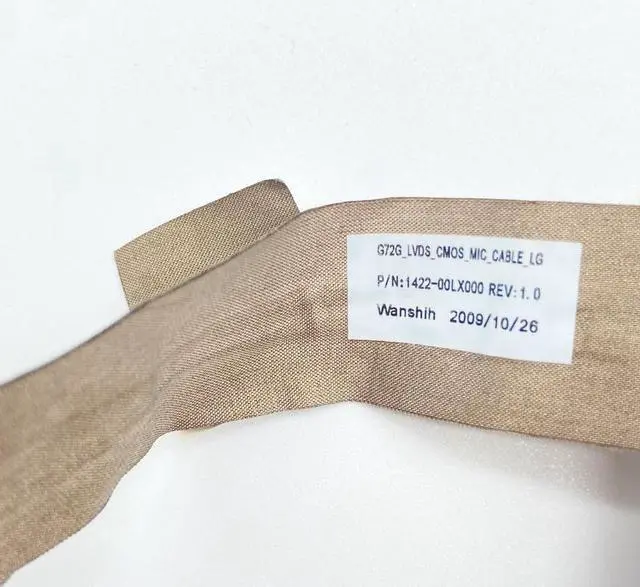 G72G_LVDS_CMOS_MIC_CABLE_LG
P/N:1422-00LX000 REV:1.0
Wanshih 2009/10/26